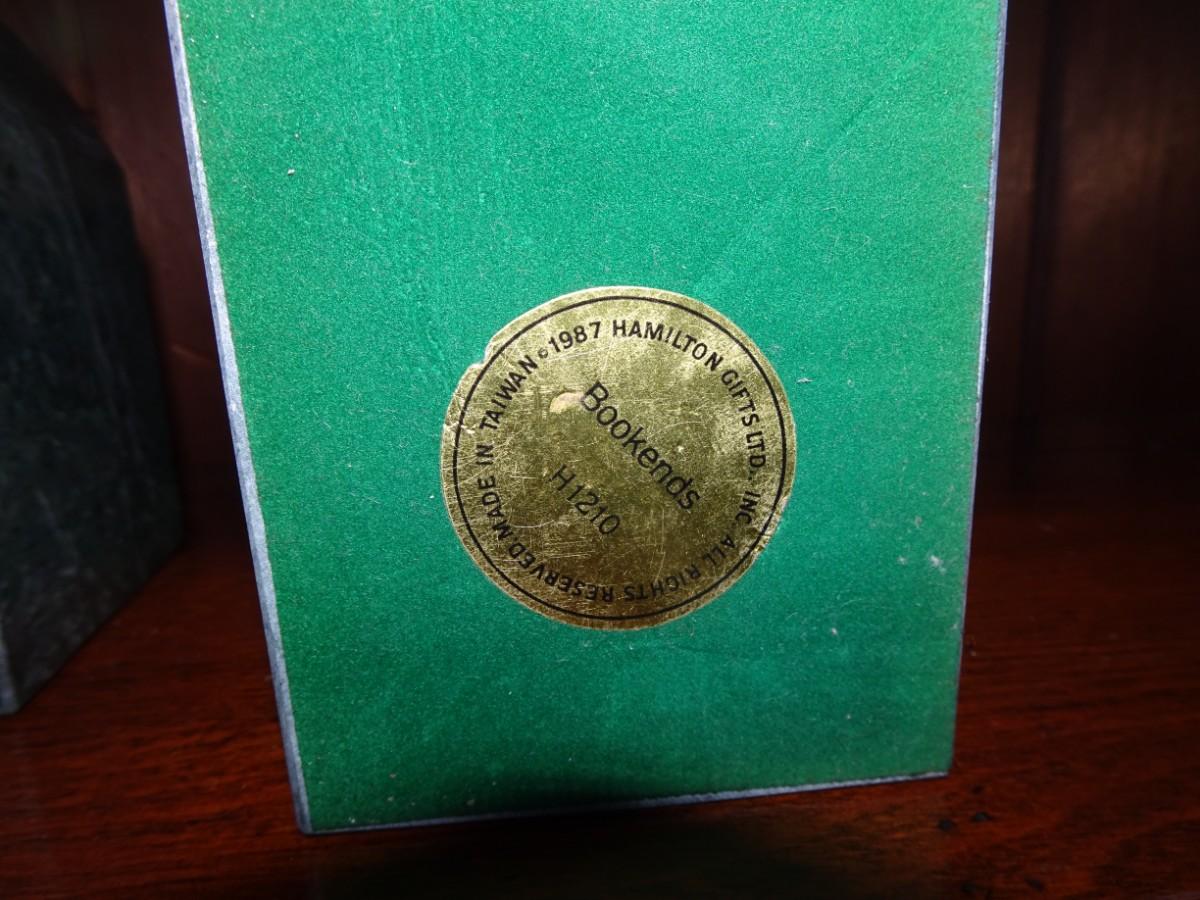 ©1987 HAMILTON GIFTS LTD., INC. ALL RIGHTS RESERVED MADE IN TAIWAN
Bookends
H1210